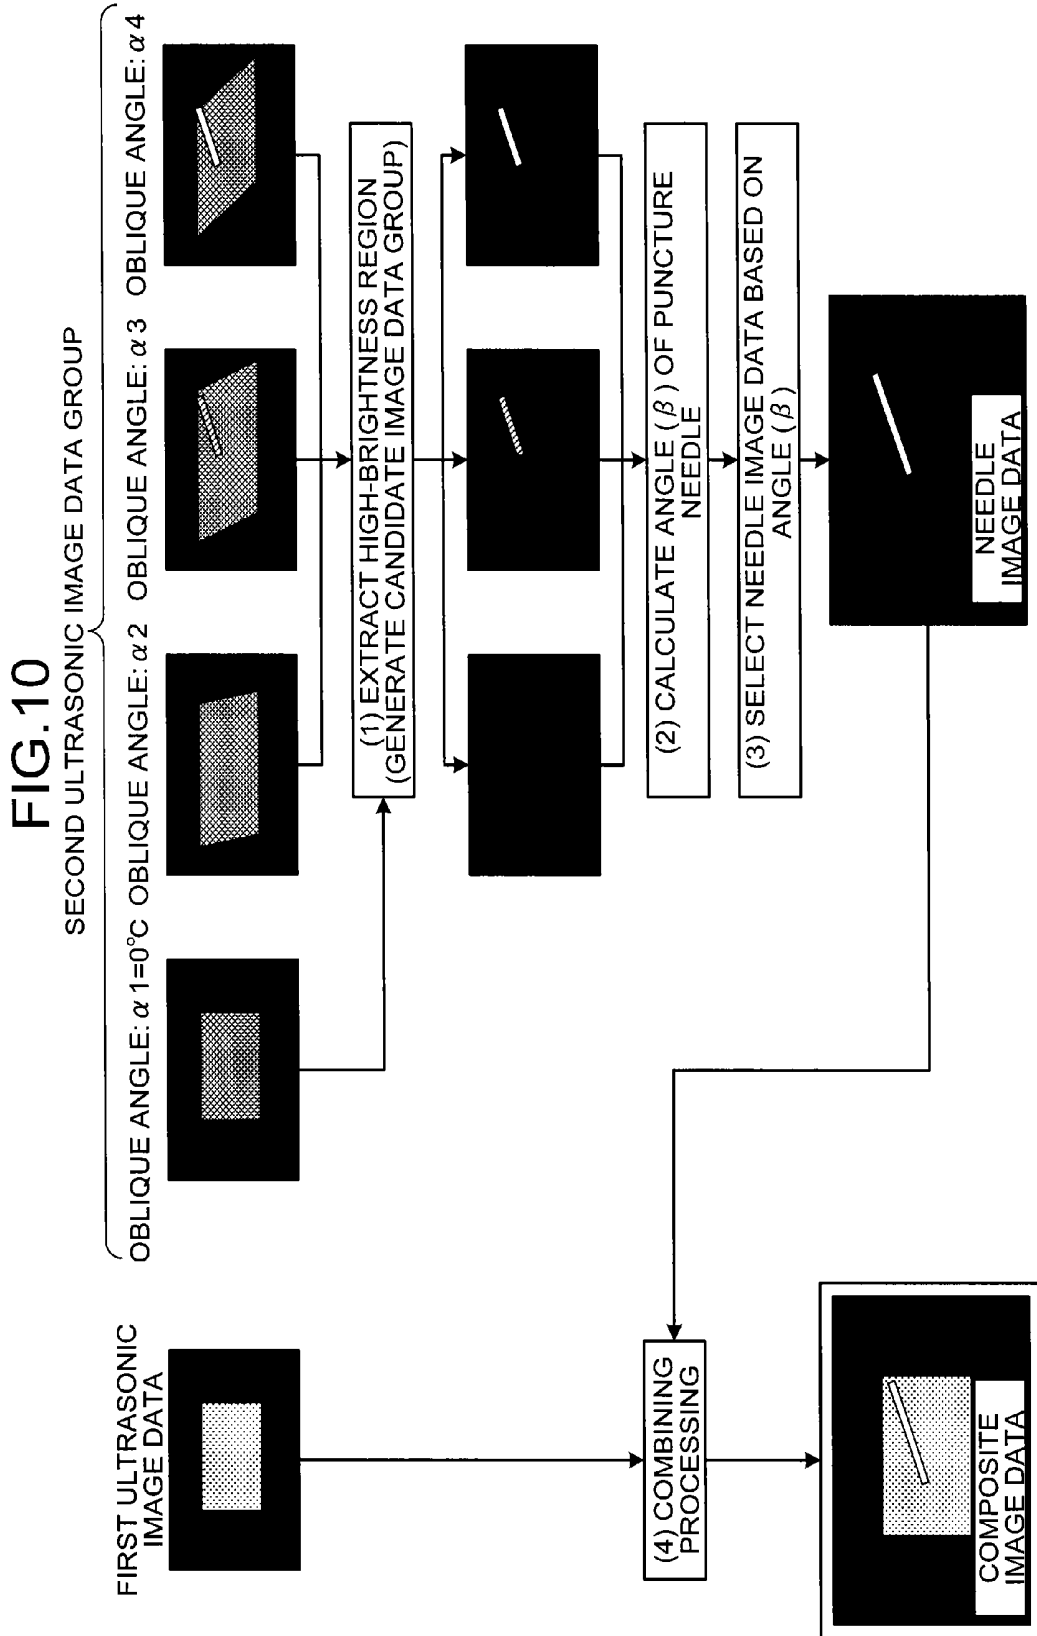 FIG.10
SECOND ULTRASONIC IMAGE DATA GROUP
FIRST ULTRASONIC
IMAGE DATA
OBLIQUE ANGLE: α1=0℃
OBLIQUE ANGLE: α2
OBLIQUE ANGLE: α3
OBLIQUE ANGLE: α4
(1) EXTRACT HIGH-BRIGHTNESS REGION
(GENERATE CANDIDATE IMAGE DATA GROUP)
(2) CALCULATE ANGLE (β) OF PUNCTURE
NEEDLE
(3) SELECT NEEDLE IMAGE DATA BASED ON
ANGLE (β)
NEEDLE
IMAGE DATA
(4) COMBINING
PROCESSING
COMPOSITE
IMAGE DATA